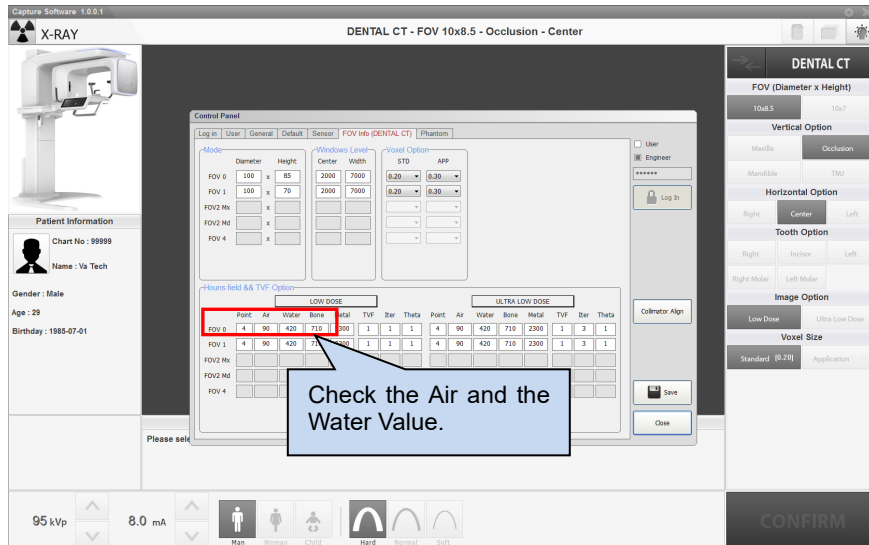 Capture Software 1.0.0.1
X-RAY
DENTAL CT - FOV 10x8.5 - Occlusion - Center
DENTAL CT
FOV (Diameter x Height)
10x8.5 10x7
Vertical Option
Maxilla Occlusion
Mandible TMJ
Horizontal Option
Right Center Left
Tooth Option
Right Incisor Left
Right Molar Left Molar
Image Option
Low Dose Ultra Low Dose
Voxel Size
Standard (0.20) Application
CONFIRM
Patient Information
Chart No : 99999
Name : Va Tech
Gender : Male
Age : 29
Birthday : 1985-07-01
Control Panel
Log in User General Default Sensor FOV Info (DENTAL CT) Phantom
Mode Windows Level Voxel Option
Diameter Height Center Width STD APP
FOV 0 100 x 85 2000 7000 0.20 0.30
FOV 1 100 x 70 2000 7000 0.20 0.30
FOV2 Mx x
FOV2 Md x
FOV 4 x
User
Engineer
******
Log In
Houns field && TVF Option
LOW DOSE ULTRA LOW DOSE
Point Air Water Bone Metal TVF Iter Theta Point Air Water Bone Metal TVF Iter Theta
FOV 0 4 90 420 710 2300 1 1 1 4 90 420 710 2300 1 3 1
FOV 1 4 90 420 1 1 1 4 90 420 710 2300 1 3 1
FOV2 Mx
FOV2 Md
FOV 4
Collimator Align
Save
Close
Check the Air and the
Water Value.
Please sele
95 kVp 8.0 mA
Man Woman Child Hard Normal Soft